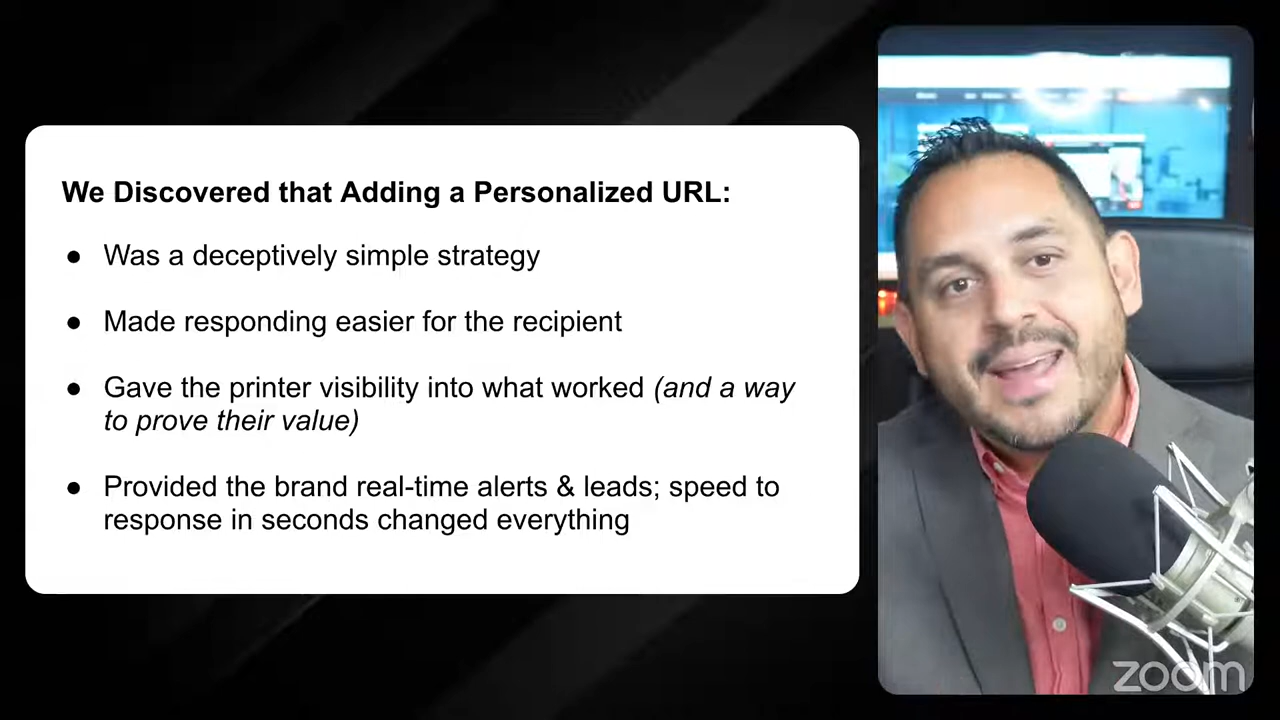 We Discovered that Adding a Personalized URL:
● Was a deceptively simple strategy
● Made responding easier for the recipient
● Gave the printer visibility into what worked (and a way
to prove their value)
● Provided the brand real-time alerts & leads; speed to
response in seconds changed everything
zoom